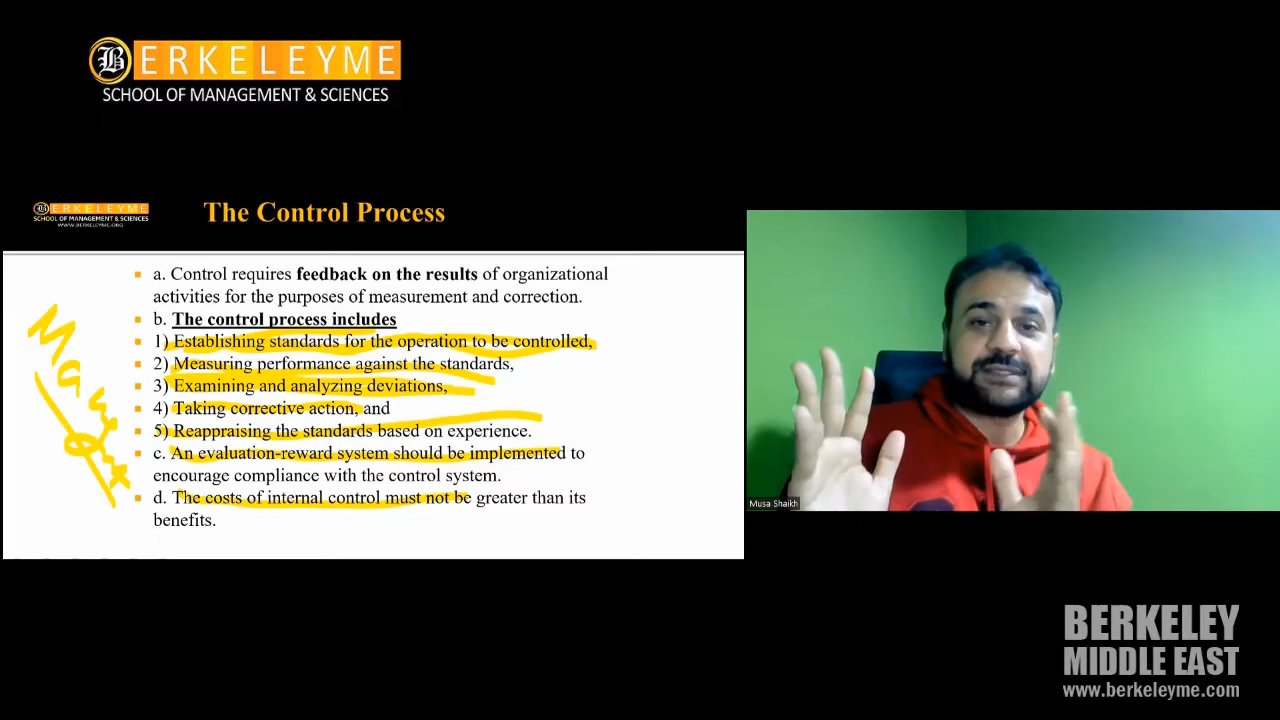 BERKELEYME
SCHOOL OF MANAGEMENT & SCIENCES
BERKELEYME
SCHOOL OF MANAGEMENT & SCIENCES
WWW.BERKELEYME.ORG
The Control Process
a. Control requires feedback on the results of organizational
activities for the purposes of measurement and correction.
b. The control process includes
1) Establishing standards for the operation to be controlled,
2) Measuring performance against the standards,
3) Examining and analyzing deviations,
4) Taking corrective action, and
5) Reappraising the standards based on experience.
c. An evaluation-reward system should be implemented to
encourage compliance with the control system.
d. The costs of internal control must not be greater than its
benefits.
Musa Shaikh
BERKELEY
MIDDLE EAST
www.berkeleyme.com